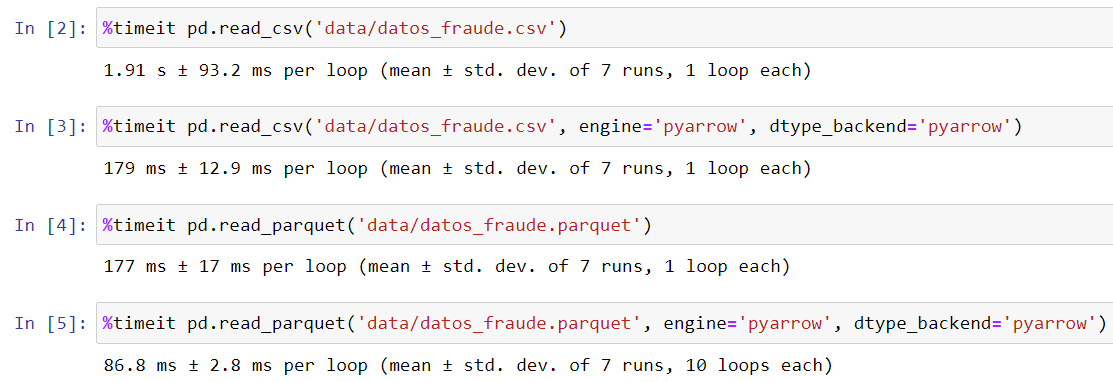 In [2]: %timeit pd.read_csv('data/datos_fraude.csv')
1.91 s ± 93.2 ms per loop (mean ± std. dev. of 7 runs, 1 loop each)
In [3]: %timeit pd.read_csv('data/datos_fraude.csv', engine='pyarrow', dtype_backend='pyarrow')
179 ms ± 12.9 ms per loop (mean ± std. dev. of 7 runs, 1 loop each)
In [4]: %timeit pd.read_parquet('data/datos_fraude.parquet')
177 ms ± 17 ms per loop (mean ± std. dev. of 7 runs, 1 loop each)
In [5]: %timeit pd.read_parquet('data/datos_fraude.parquet', engine='pyarrow', dtype_backend='pyarrow')
86.8 ms ± 2.8 ms per loop (mean ± std. dev. of 7 runs, 10 loops each)